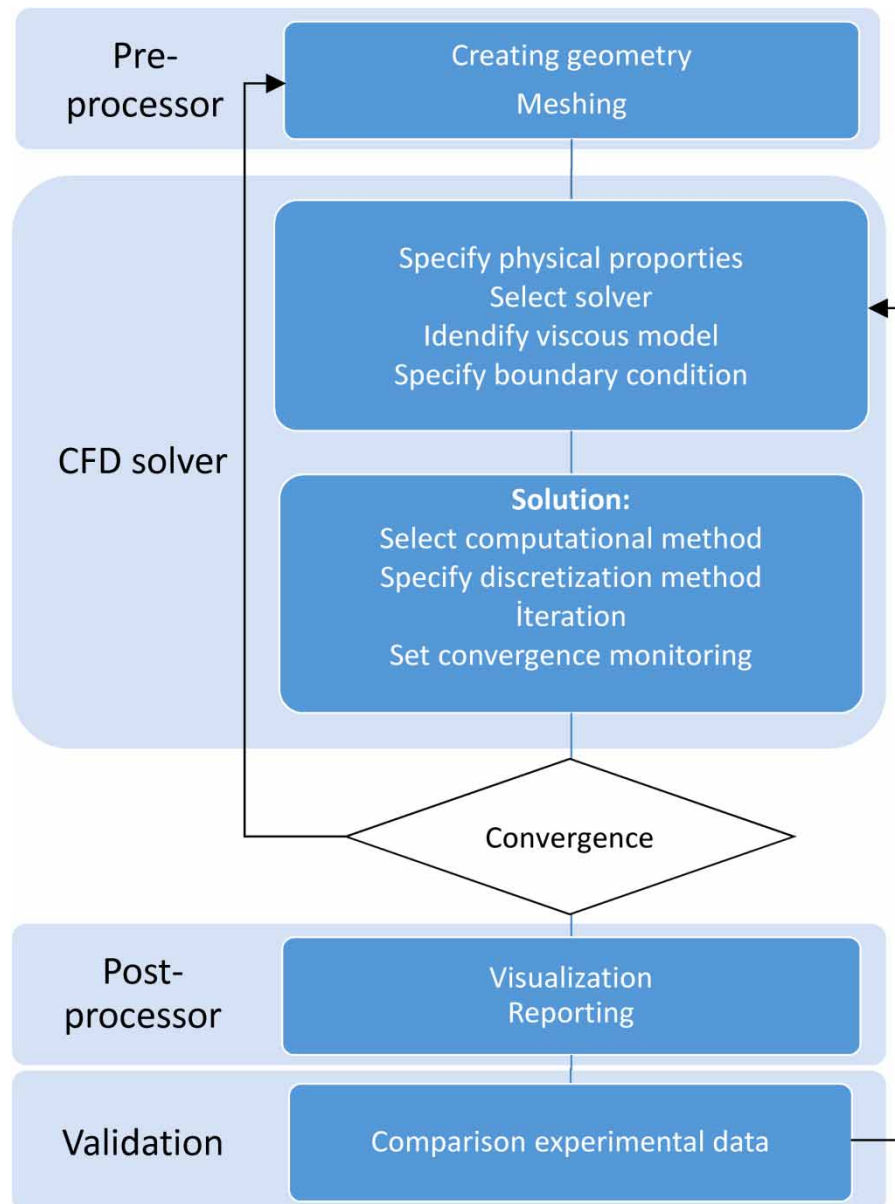 Pre-
processor
Creating geometry
Meshing
CFD solver
Specify physical proporties
Select solver
Idendify viscous model
Specify boundary condition
Solution:
Select computational method
Specify discretization method
İteration
Set convergence monitoring
Convergence
Post-
processor
Visualization
Reporting
Validation
Comparison experimental data